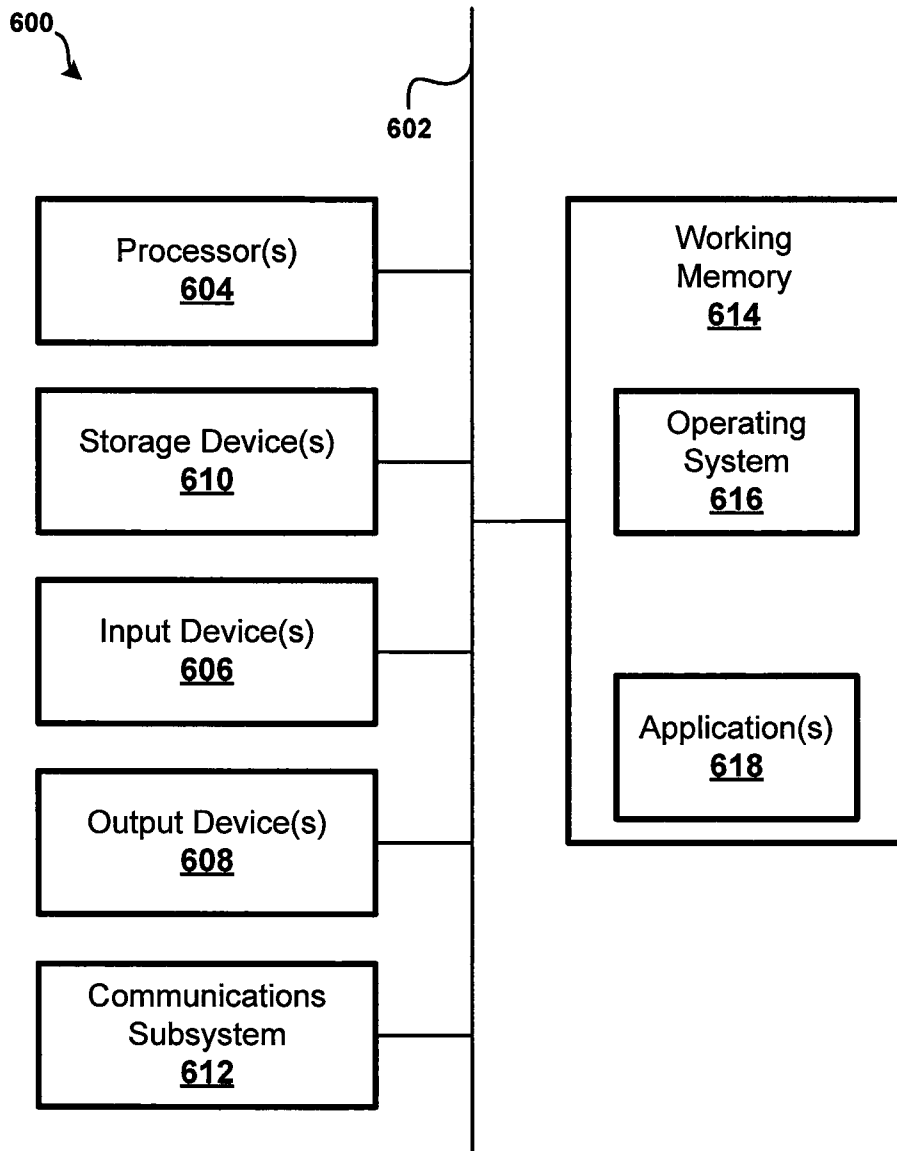 600
602
Processor(s)
604
Storage Device(s)
610
Input Device(s)
606
Output Device(s)
608
Communications
Subsystem
612
Working
Memory
614
Operating
System
616
Application(s)
618